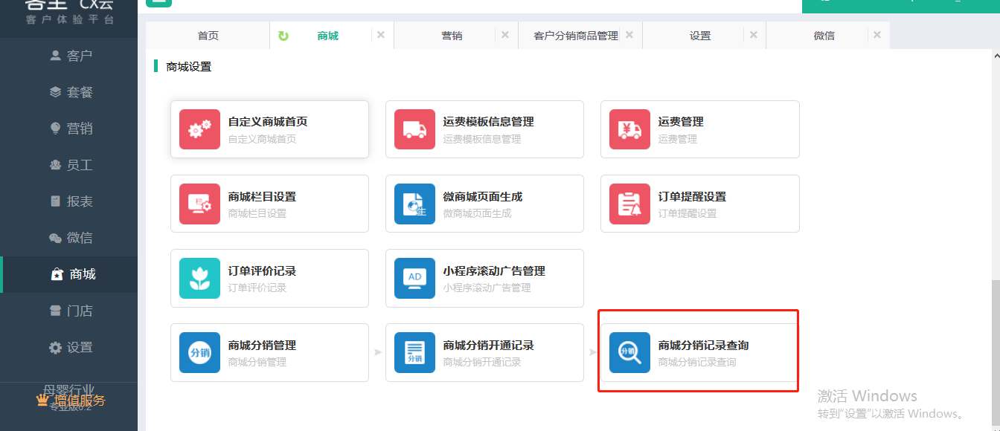 CX云
客户体验平台
客户
套餐
营销
员工
报表
微信
商城
门店
设置
母婴行业
增值服务
专业版6.2
首页
商城
营销
客户分销商品管理
设置
微信
商城设置
自定义商城首页
自定义商城首页
运费模板信息管理
运费模板信息管理
运费管理
运费管理
商城栏目设置
商城栏目设置
微商城页面生成
微商城页面生成
订单提醒设置
订单提醒设置
订单评价记录
订单评价记录
AD
小程序滚动广告管理
小程序滚动广告管理
分销
商城分销管理
商城分销管理
分销
商城分销开通记录
商城分销开通记录
分销
商城分销记录查询
商城分销记录查询
激活 Windows
转到“设置”以激活 Windows。